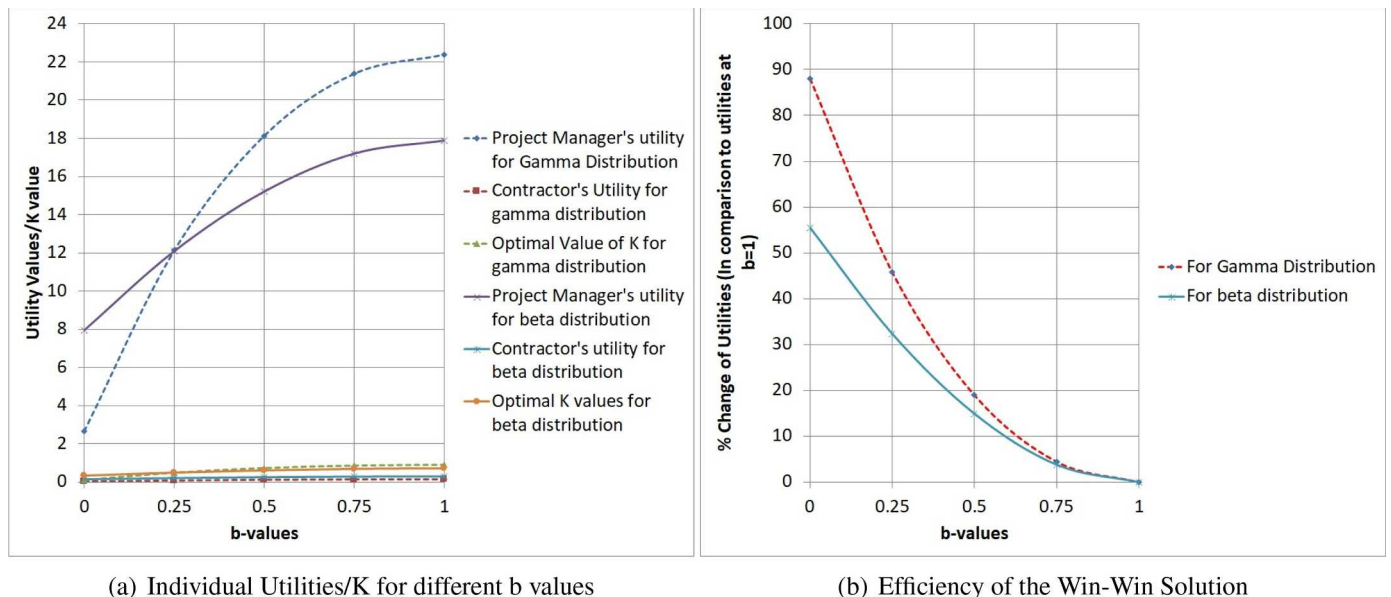 24
22
20
18
16
14
12
10
8
6
4
2
0
Utility Values/K value
0 0.25 0.5 0.75 1
b-values
Project Manager's utility
for Gamma Distribution
Contractor's Utility for
gamma distribution
Optimal Value of K for
gamma distribution
Project Manager's utility
for beta distribution
Contractor's utility for
beta distribution
Optimal K values for
beta distribution
(a) Individual Utilities/K for different b values
100
90
80
70
60
50
40
30
20
10
0
% Change of Utilities (In comparison to utilities at
b=1)
0 0.25 0.5 0.75 1
b-values
For Gamma Distribution
For beta distribution
(b) Efficiency of the Win-Win Solution